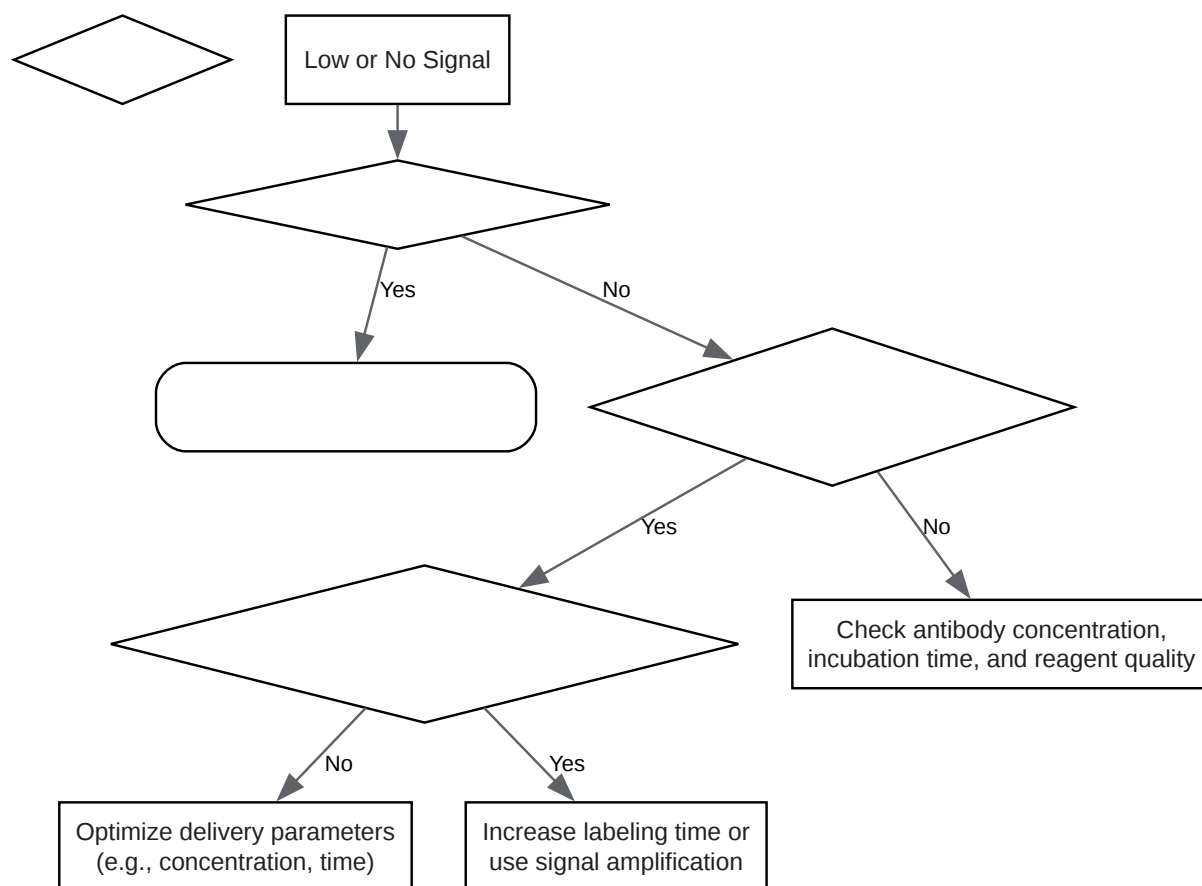 Low or No Signal
Yes
No
Yes
No
Check antibody concentration,
incubation time, and reagent quality
No
Yes
Optimize delivery parameters
(e.g., concentration, time)
Increase labeling time or
use signal amplification